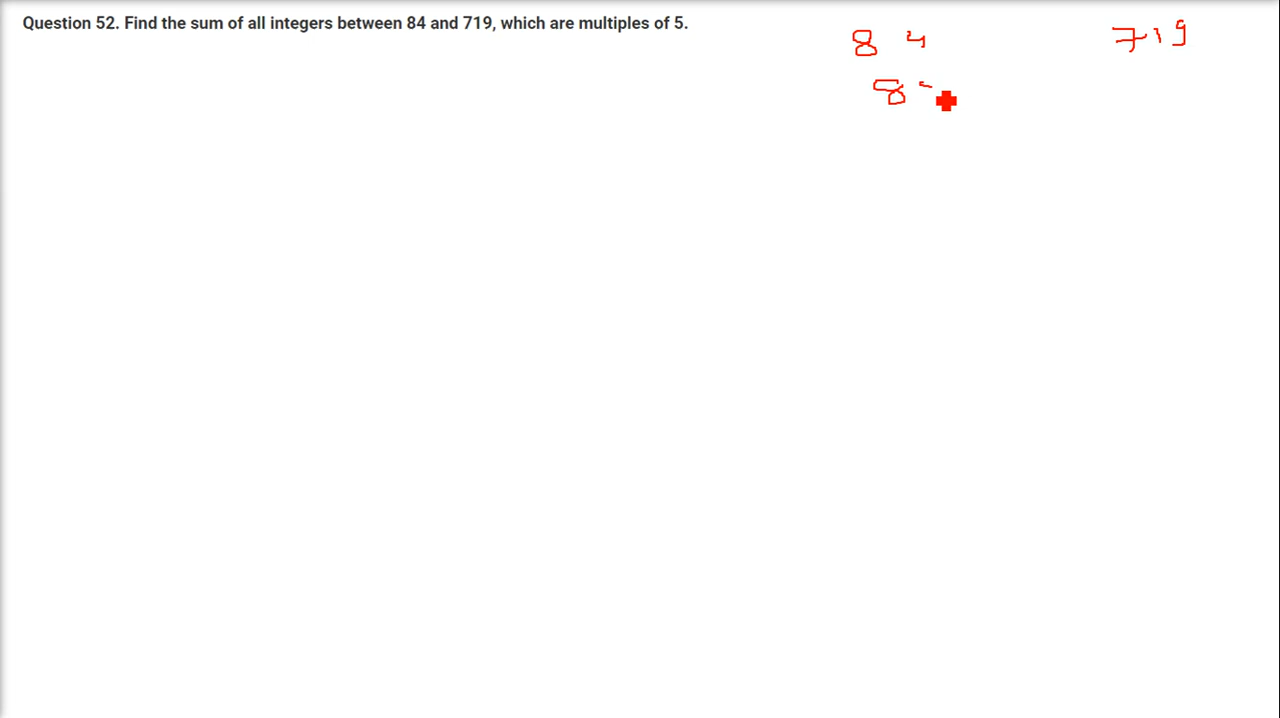 Question 52. Find the sum of all integers between 84 and 719, which are multiples of 5.
84 719
8